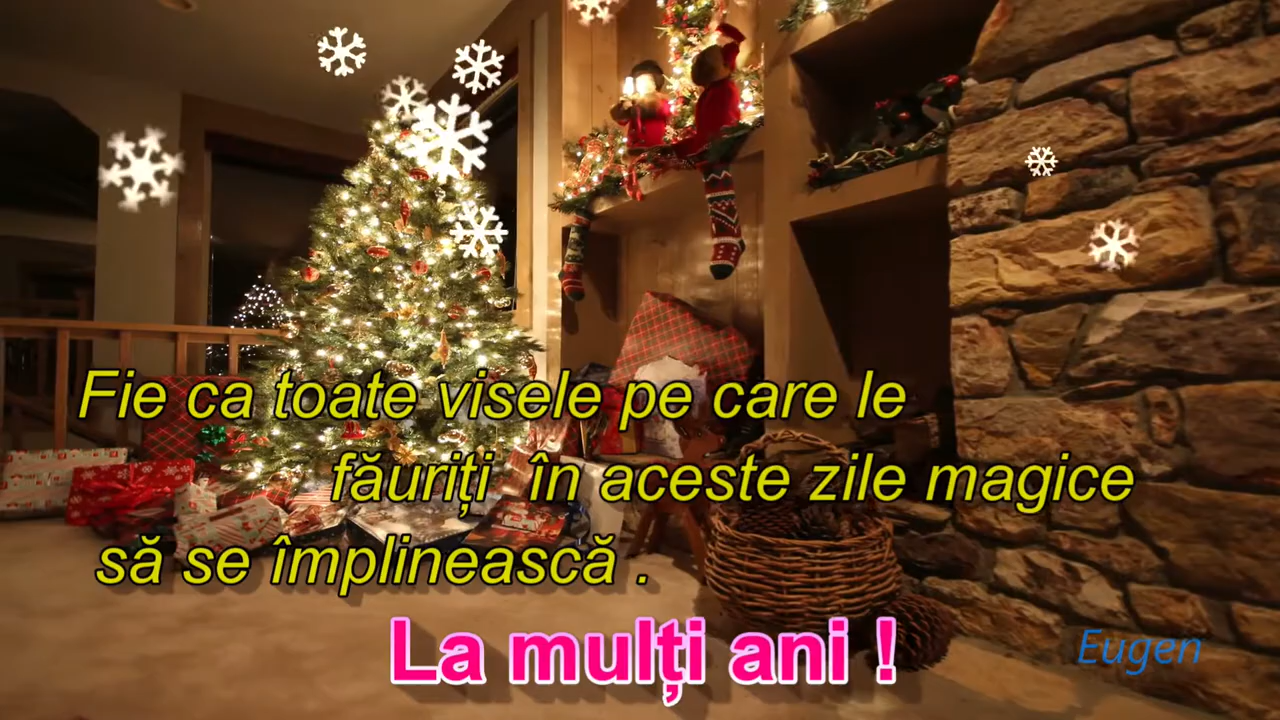 Fie ca toate visele pe care le
făuriți în aceste zile magice
să se împlinească .
La mulți ani !
Eugen